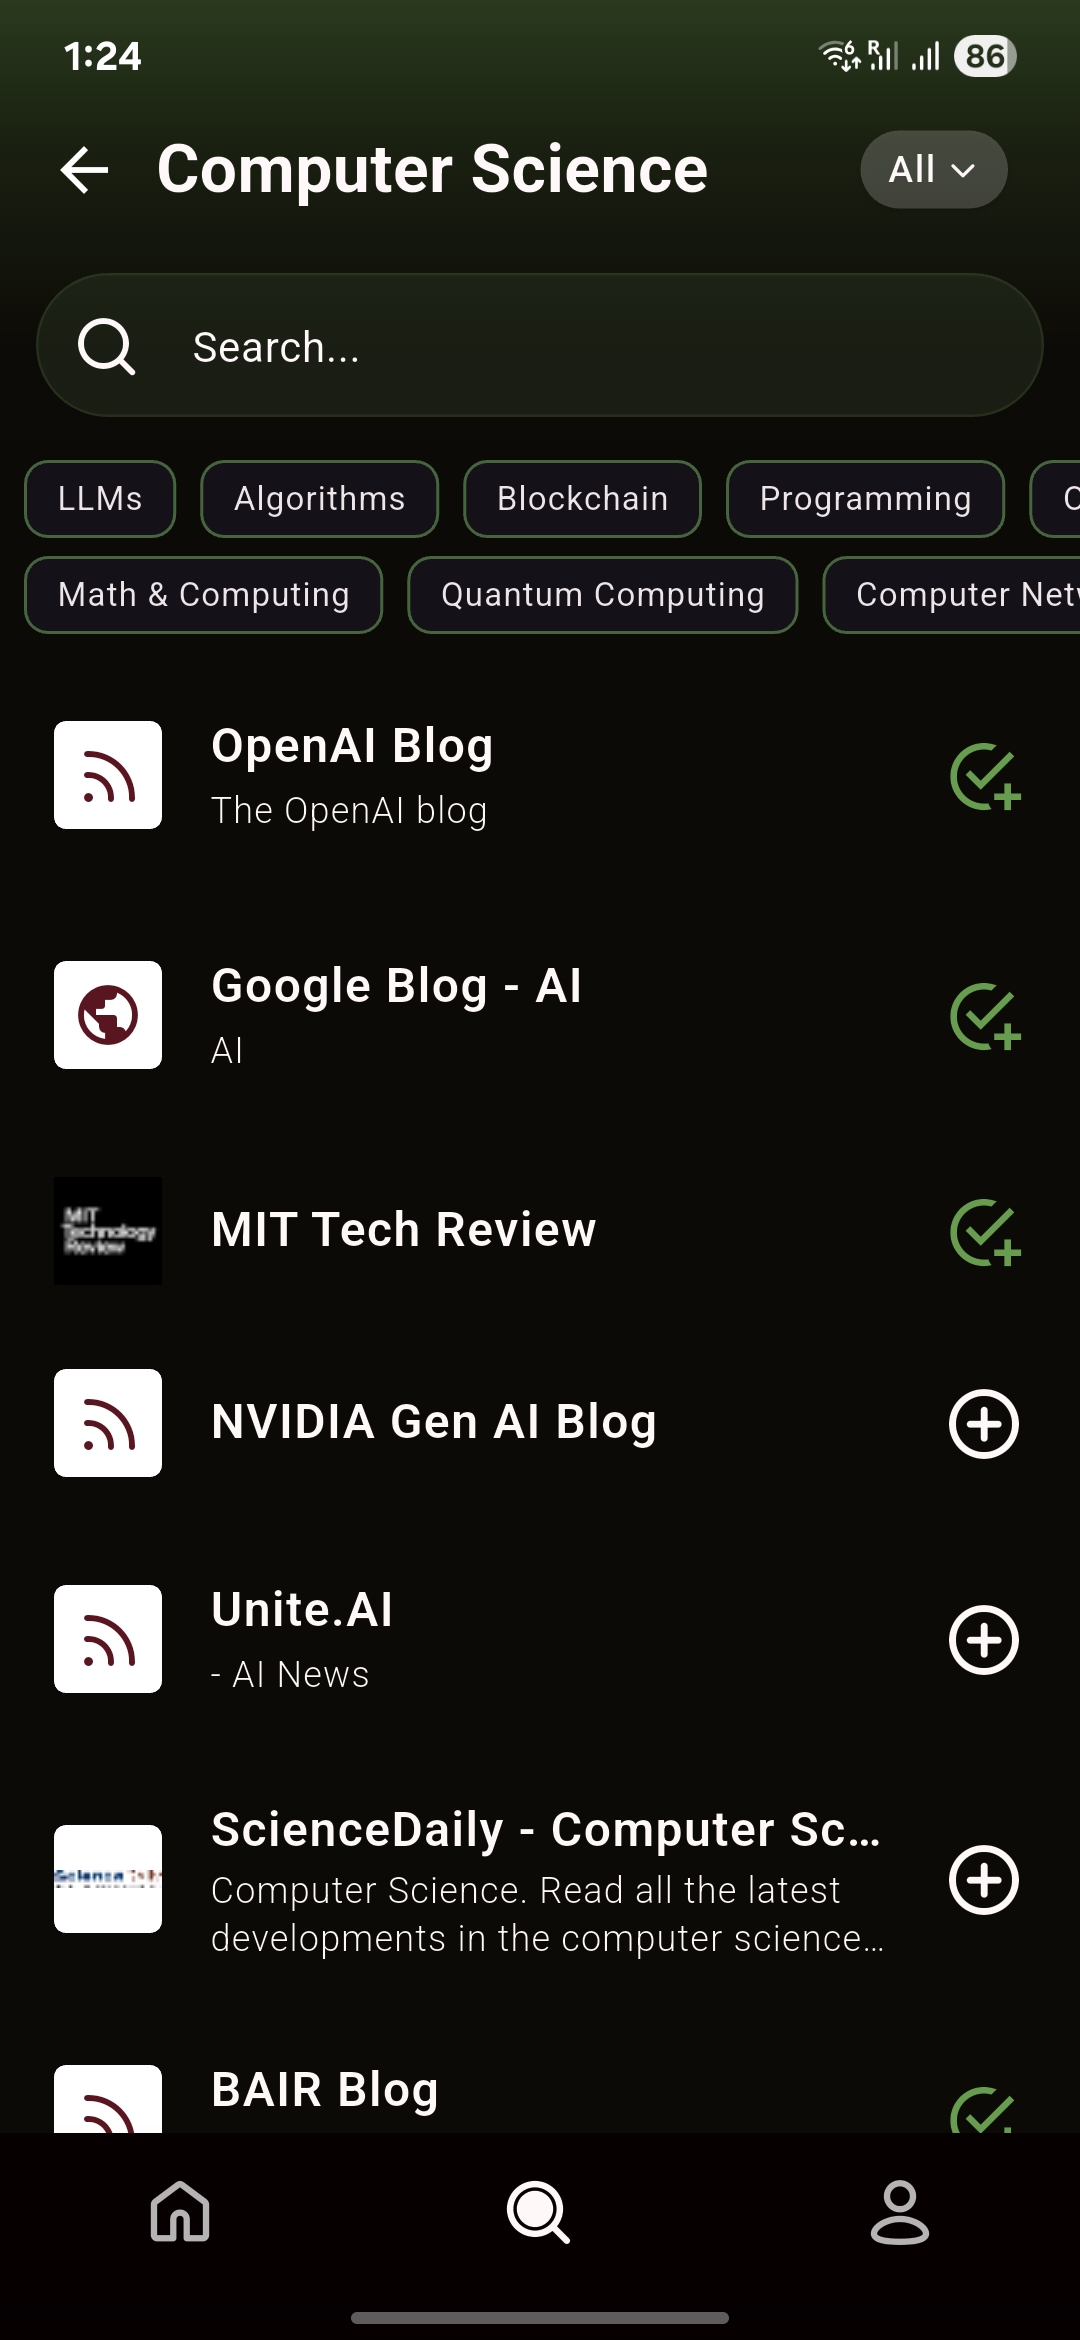 1:24
6
R
86
Computer Science
All
Search...
LLMs
Algorithms
Blockchain
Programming
Math & Computing
Quantum Computing
Computer Net
OpenAI Blog
The OpenAI blog
Google Blog - AI
AI
MIT
Technology
Review
MIT Tech Review
NVIDIA Gen AI Blog
Unite.AI
- AI News
ScienceDaily - Computer Sc...
Computer Science. Read all the latest
developments in the computer science...
BAIR Blog